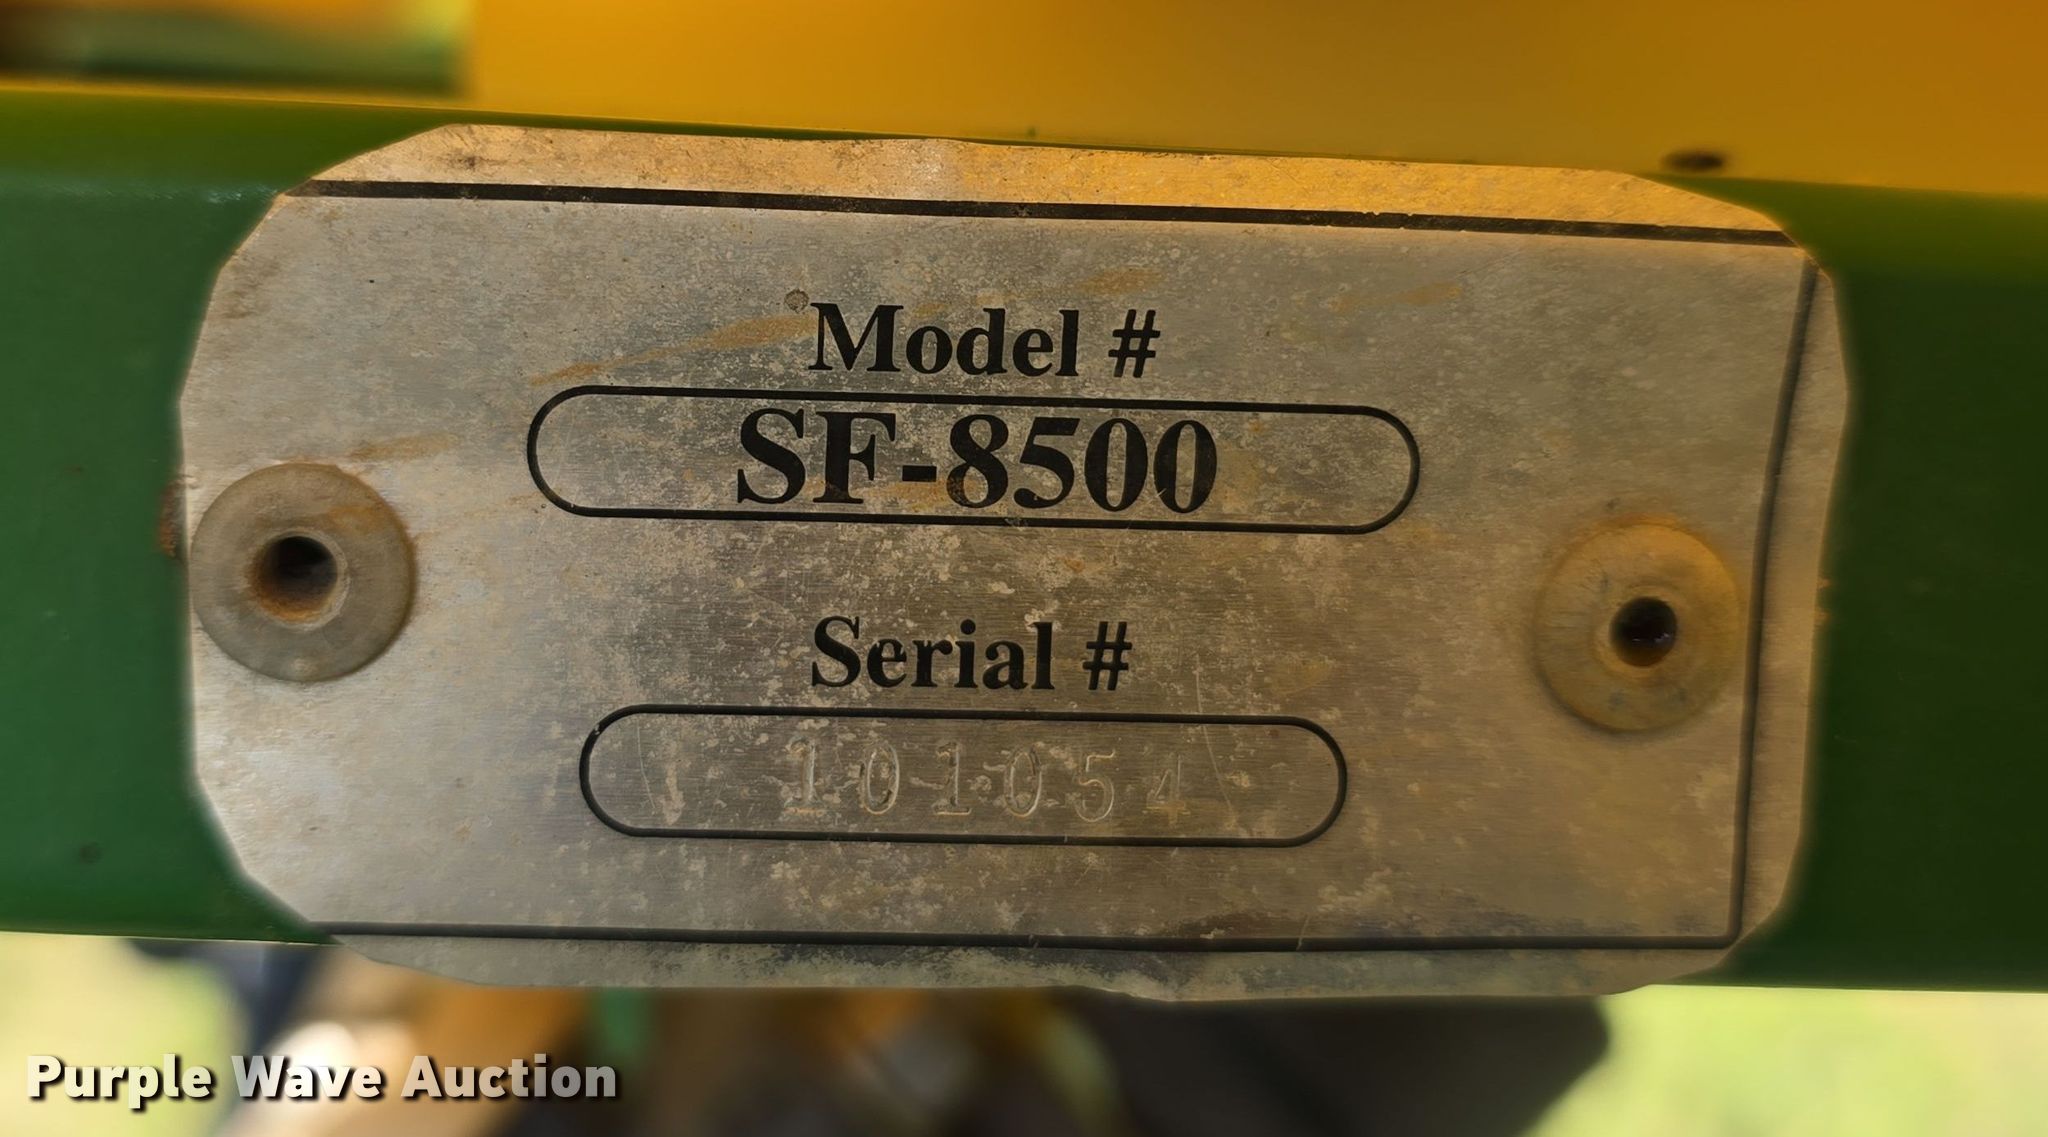 Model #
SF-8500
Serial #
101054
Purple Wave Auction